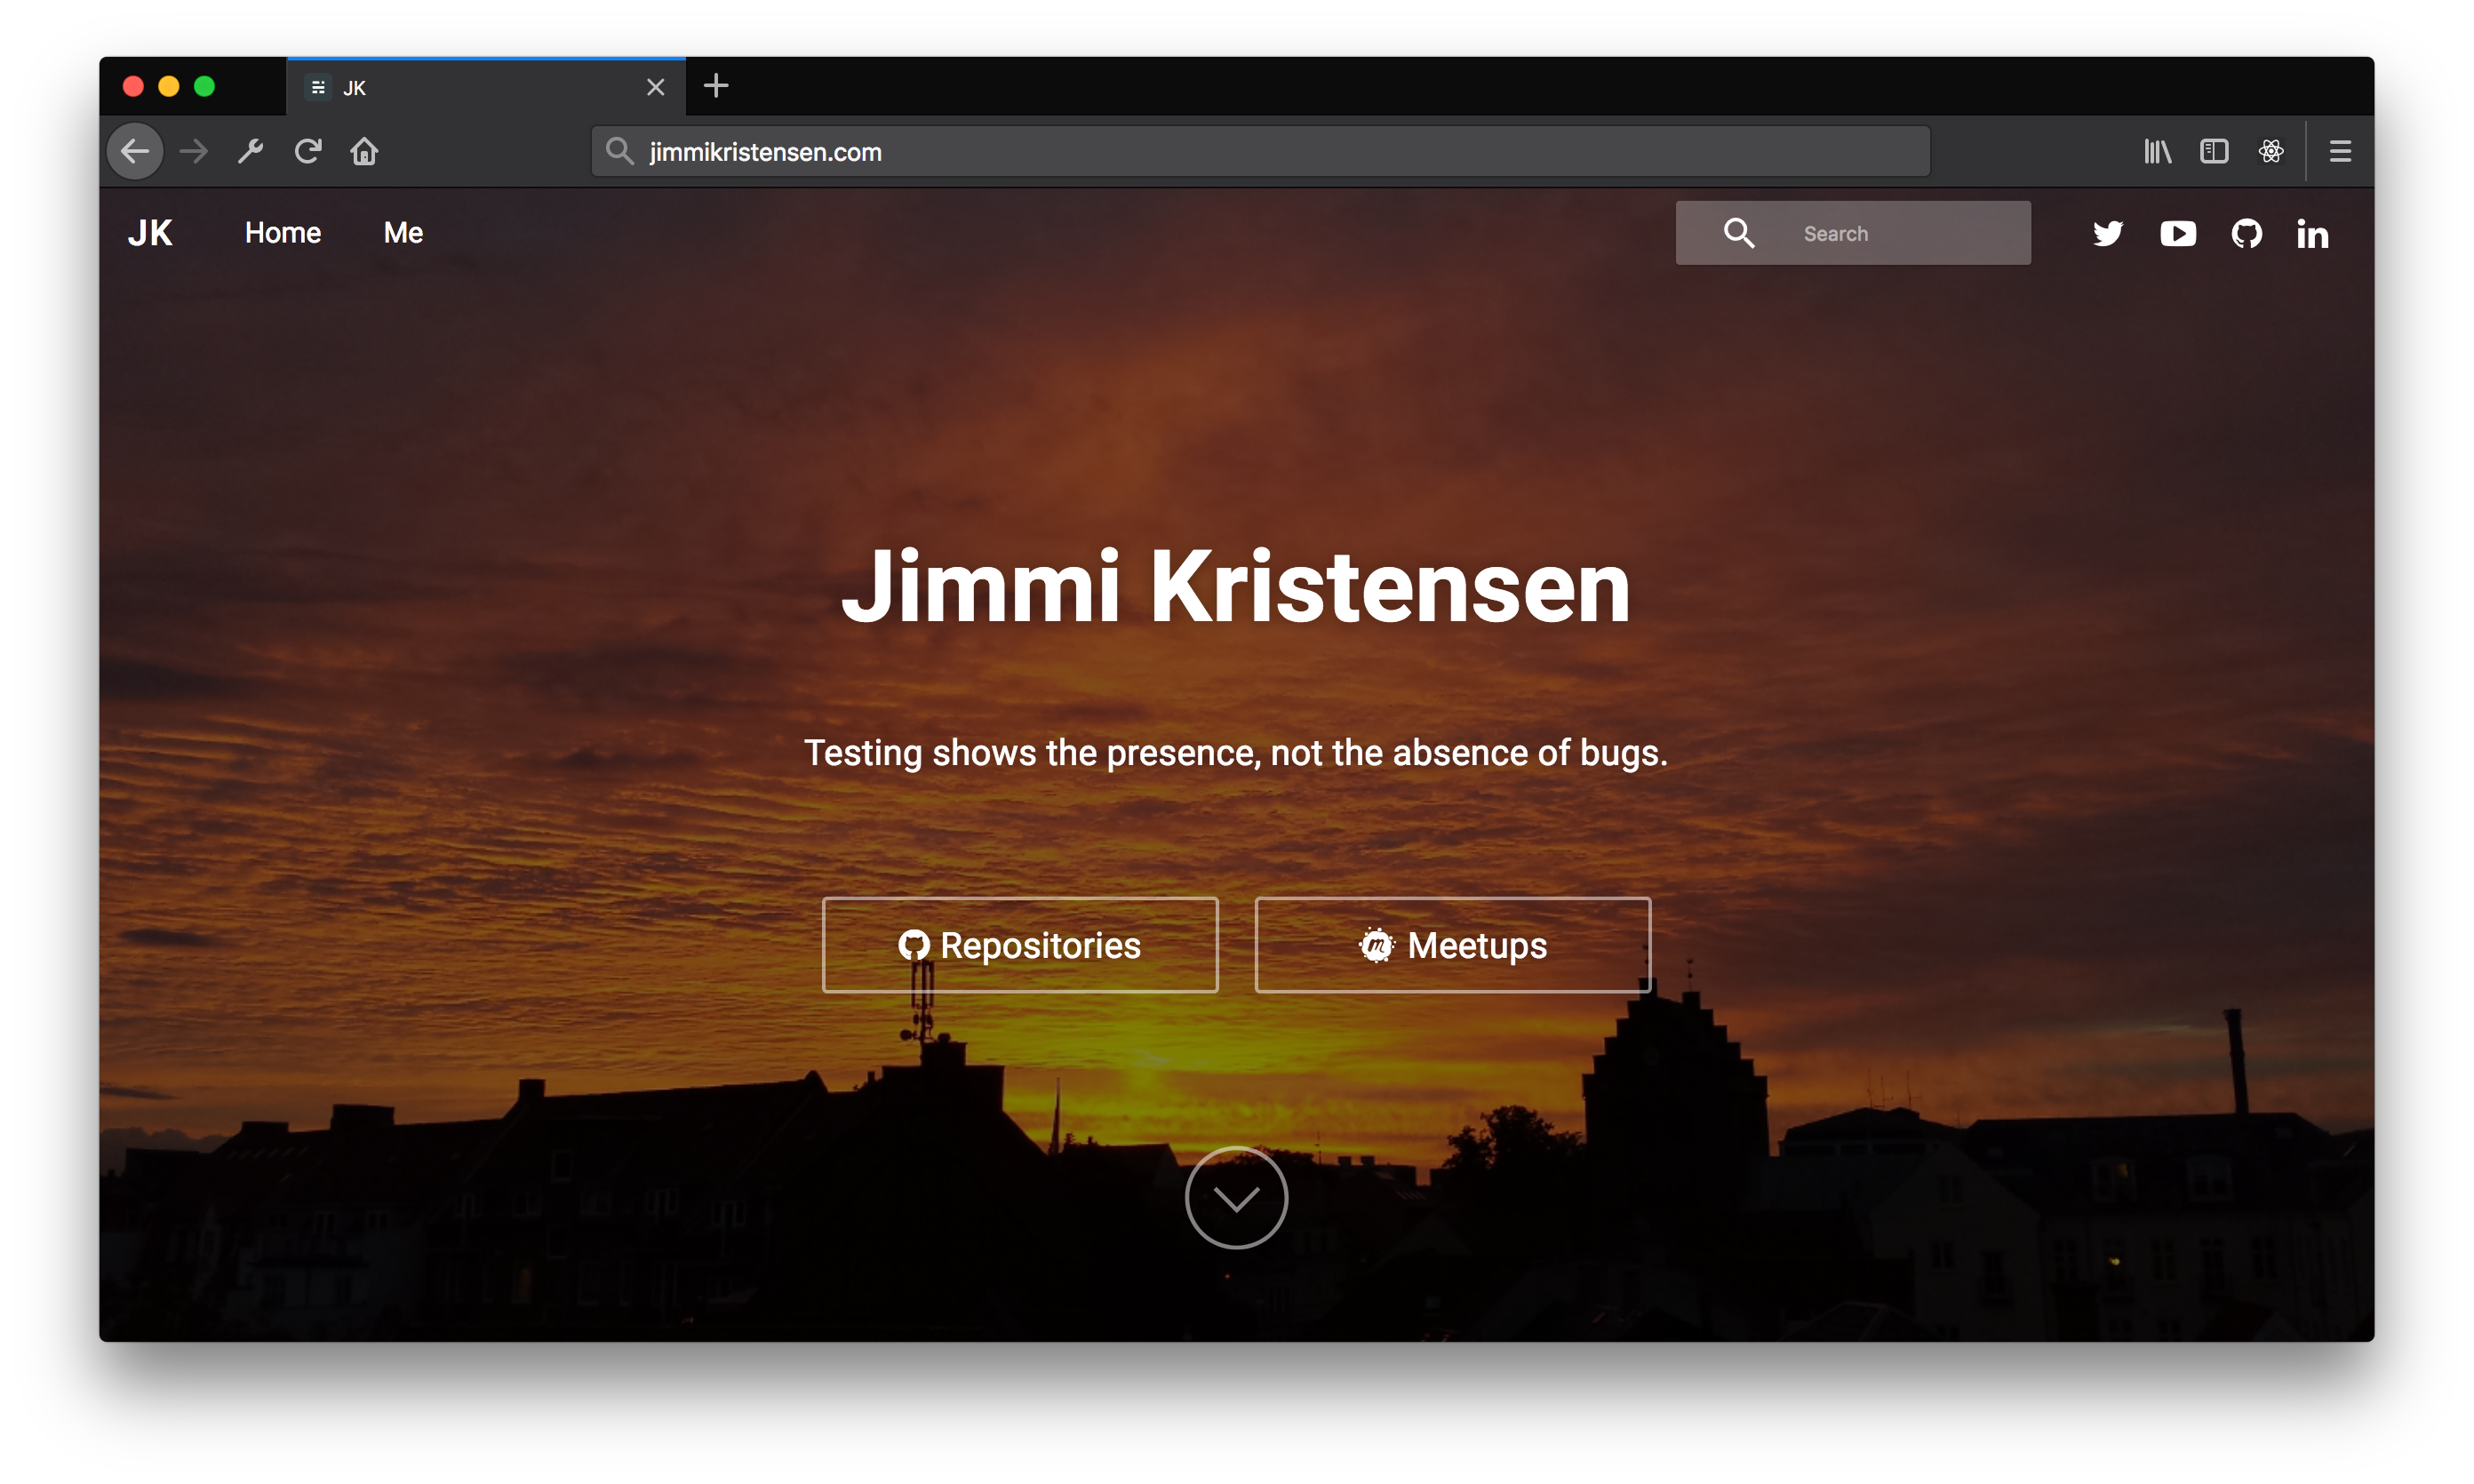 JK
jimmikristensen.com
JK Home Me Search
Jimmi Kristensen
Testing shows the presence, not the absence of bugs.
Repositories Meetups